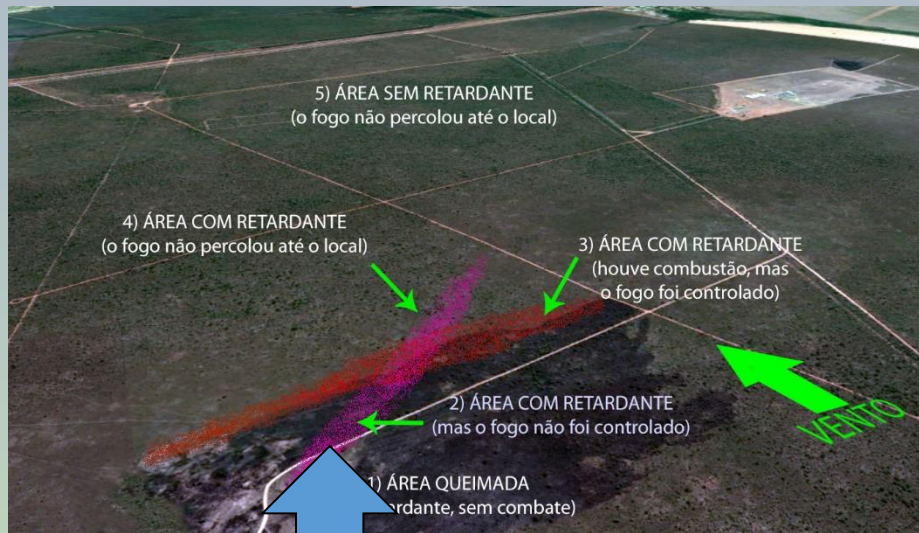 5) ÁREA SEM RETARDANTE
(o fogo não percolou até o local)
4) ÁREA COM RETARDANTE
(o fogo não percolou até o local)
3) ÁREA COM RETARDANTE
(houve combustão, mas
o fogo foi controlado)
VENTO
2) ÁREA COM RETARDANTE
(mas o fogo não foi controlado)
1) ÁREA QUEIMADA
sem combate)